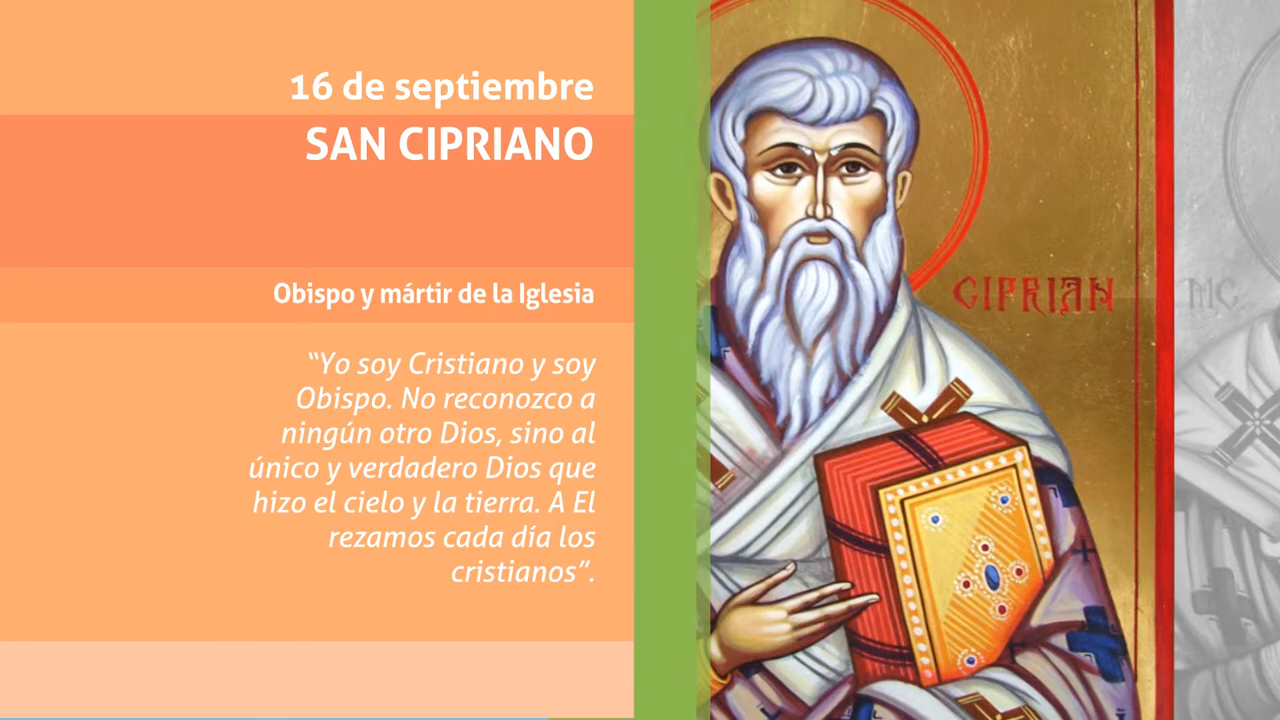 16 de septiembre
SAN CIPRIANO
Obispo y mártir de la Iglesia
“Yo soy Cristiano y soy
Obispo. No reconozco a
ningún otro Dios, sino al
único y verdadero Dios que
hizo el cielo y la tierra. A El
rezamos cada día los
cristianos”.
CIPRIAN
MC